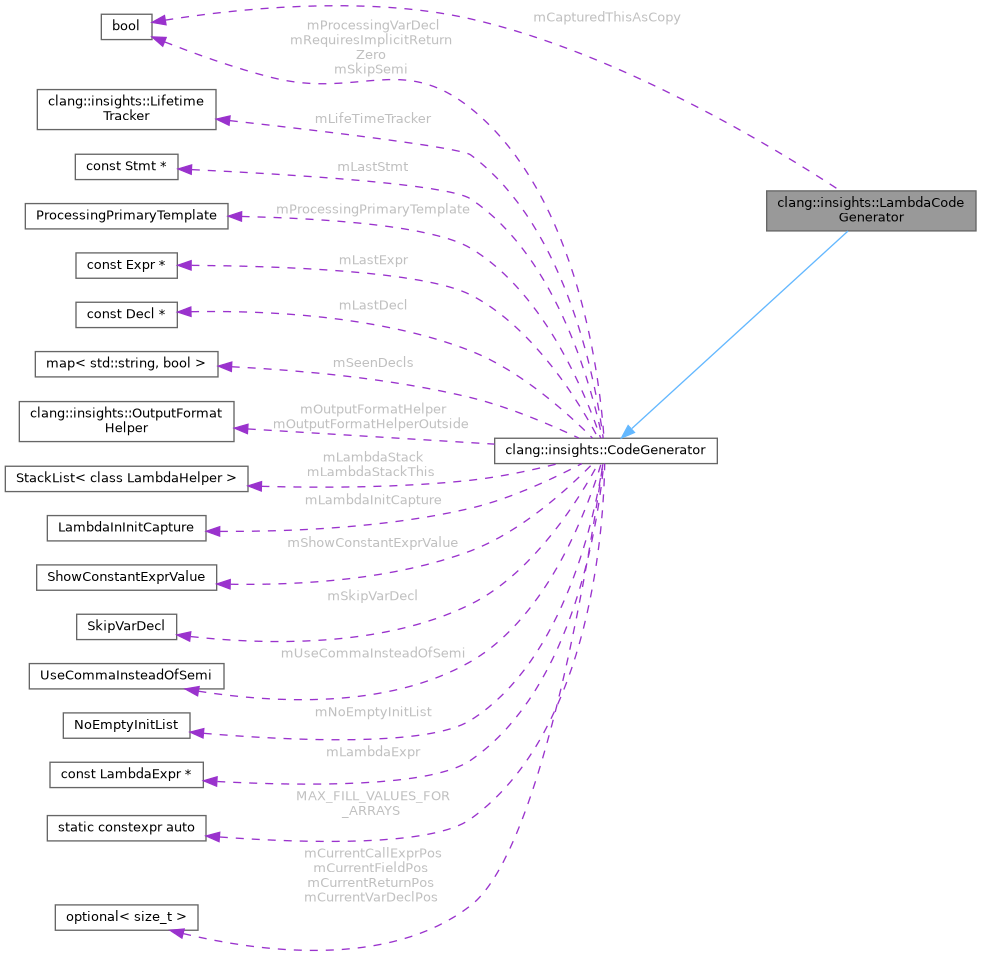 bool
mCapturedThisAsCopy
mProcessingVarDecl
mRequiresImplicitReturn
Zero
mSkipSemi
clang::insights::Lifetime
Tracker
mLifeTimeTracker
const Stmt *
mLastStmt
clang::insights::LambdaCode
Generator
ProcessingPrimaryTemplate
mProcessingPrimaryTemplate
const Expr *
mLastExpr
const Decl *
mLastDecl
map< std::string, bool >
mSeenDecls
clang::insights::OutputFormat
Helper
mOutputFormatHelper
mOutputFormatHelperOutside
clang::insights::CodeGenerator
StackList< class LambdaHelper >
mLambdaStack
mLambdaStackThis
LambdaInInitCapture
mLambdaInitCapture
ShowConstantExprValue
mShowConstantExprValue
SkipVarDecl
mSkipVarDecl
UseCommaInsteadOfSemi
mUseCommaInsteadOfSemi
NoEmptyInitList
mNoEmptyInitList
const LambdaExpr *
mLambdaExpr
static constexpr auto
MAX_FILL_VALUES_FOR
_ARRAYS
optional< size_t >
mCurrentCallExprPos
mCurrentFieldPos
mCurrentReturnPos
mCurrentVarDeclPos